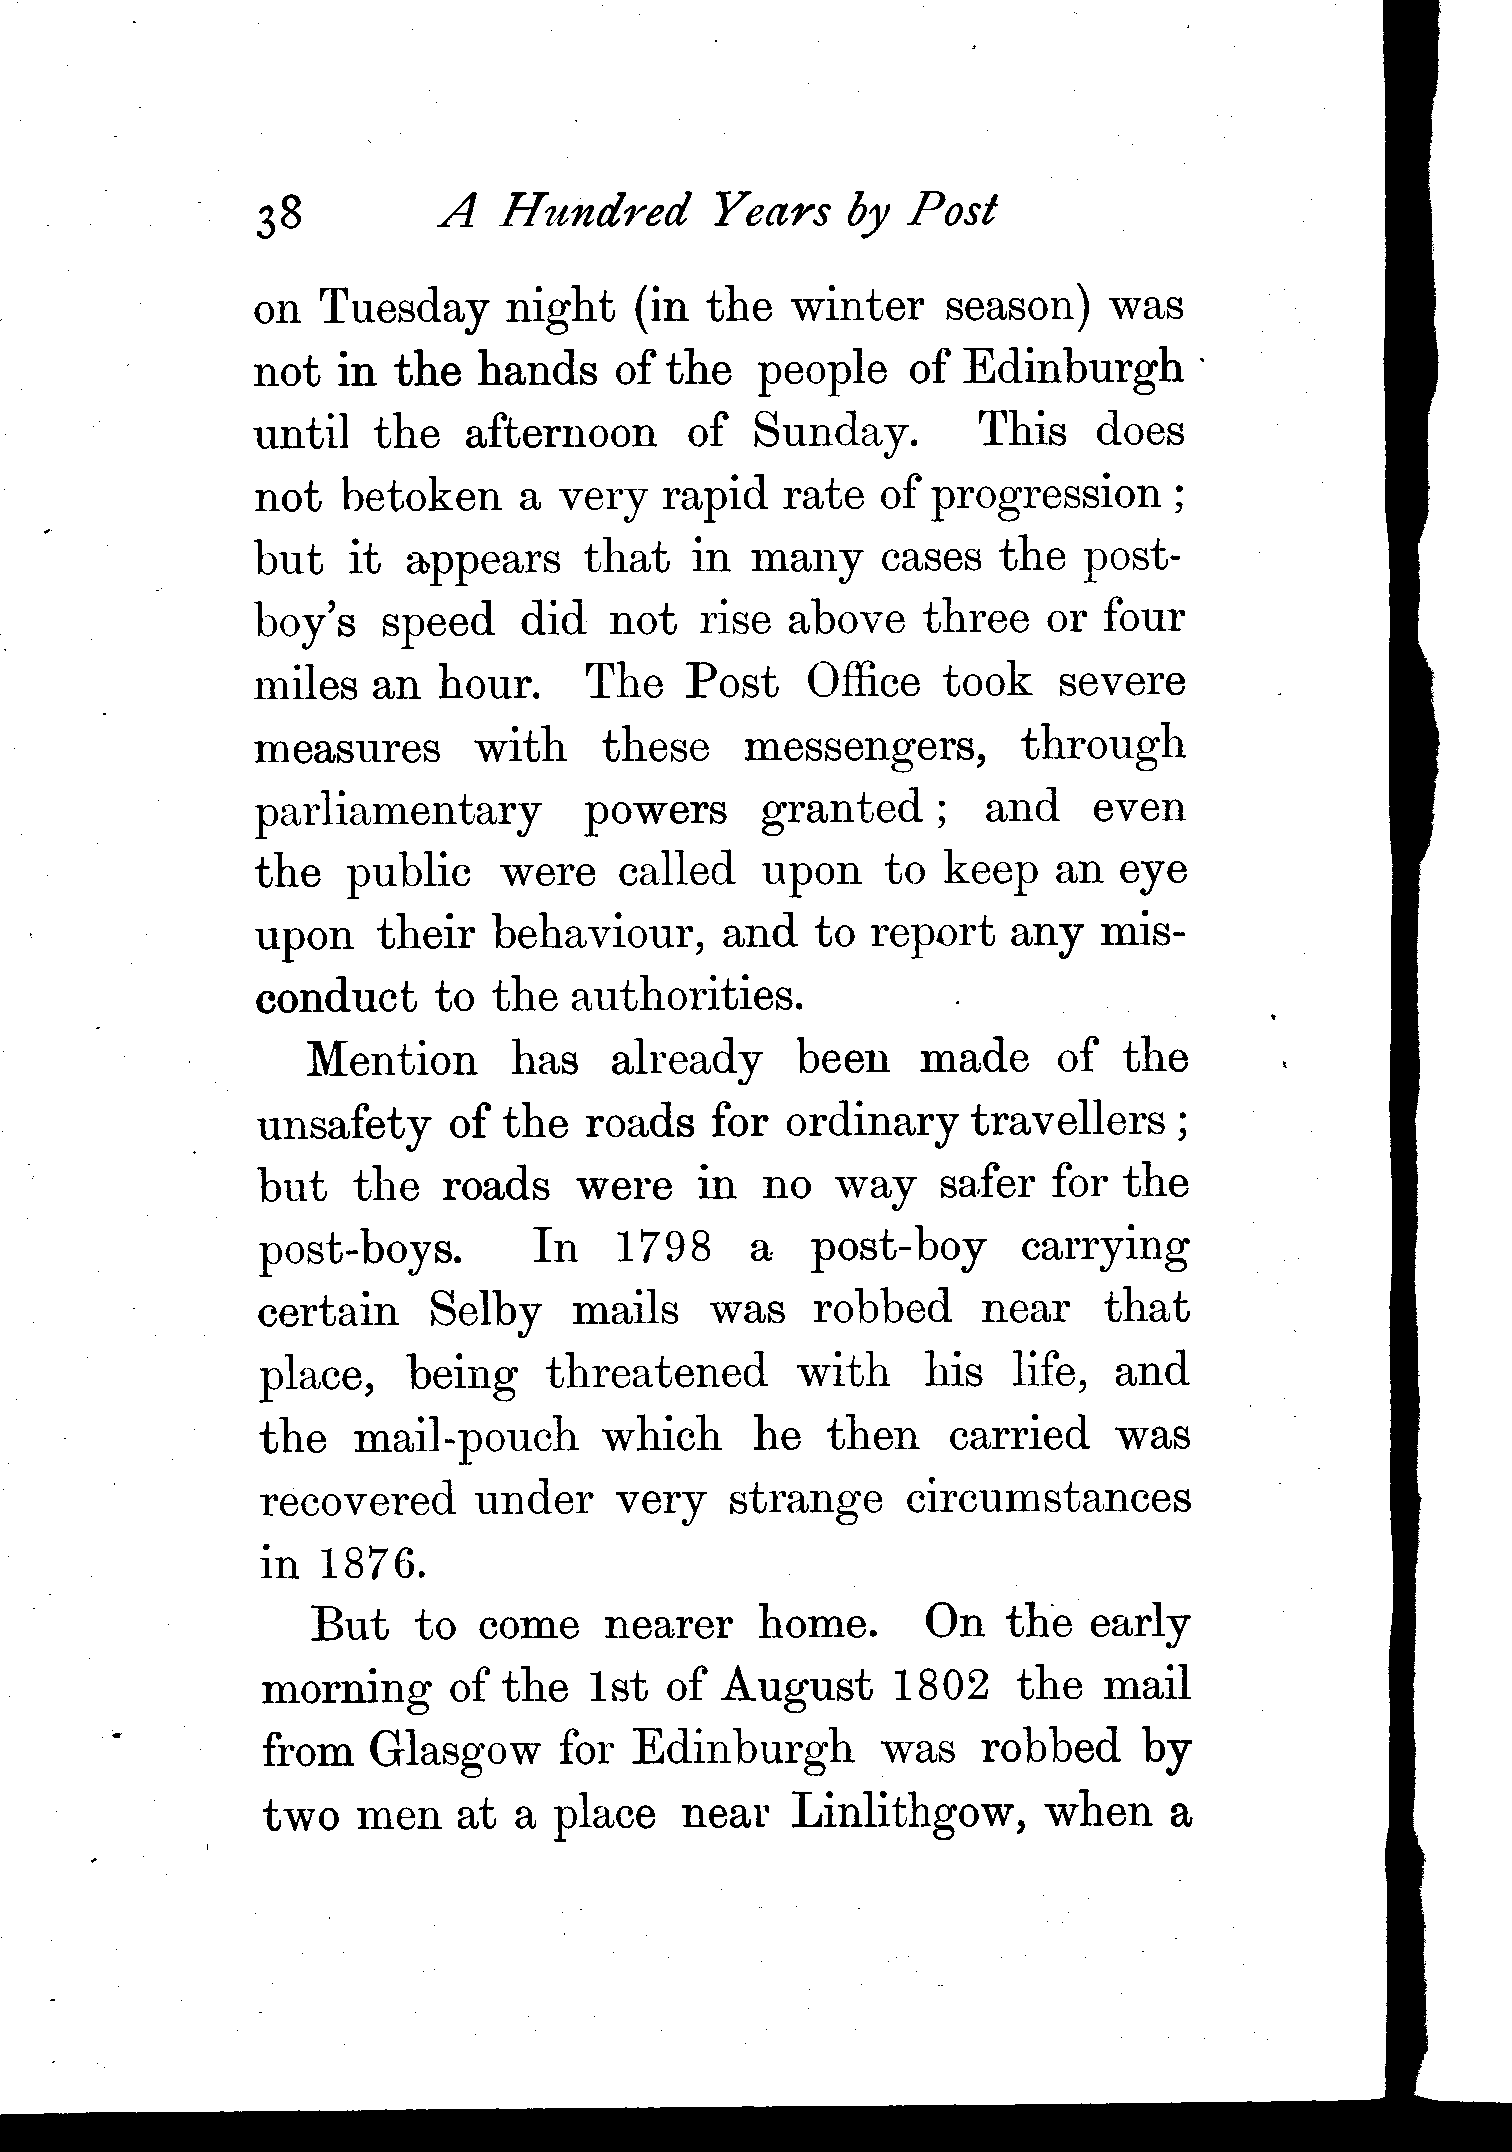 38 A Hundred Years by Post
on Tuesday night (in the winter season) was
not in the hands of the people of Edinburgh
until the afternoon of Sunday. This does
not betoken a very rapid rate of progression ;
but it appears that in many cases the post-
boy's speed did not rise above three or four
miles an hour. The Post Office took severe
measures with these messengers, through
parliamentary powers granted ; and even
the public were called upon to keep an eye
upon their behaviour, and to report any mis-
conduct to the authorities.
Mention has already been made of the
unsafety of the roads for ordinary travellers ;
but the roads were in no way safer for the
post-boys. In 1798 a post-boy carrying
certain Selby mails was robbed near that
place, being threatened with his life, and
the mail-pouch which he then carried was
recovered under very strange circumstances
in 1876.
But to come nearer home. On the early
morning of the 1st of August 1802 the mail
from Glasgow for Edinburgh was robbed by
two men at a place near Linlithgow, when a